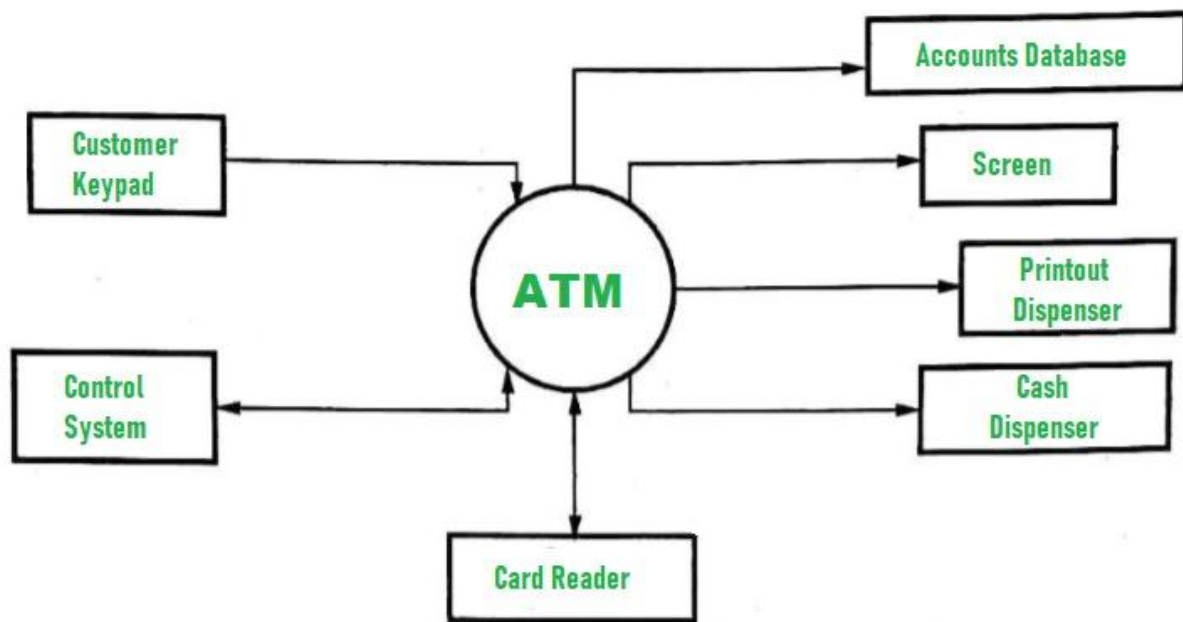 Accounts Database
Customer
Keypad
Screen
ATM
Printout
Dispenser
Control
System
Cash
Dispenser
Card Reader